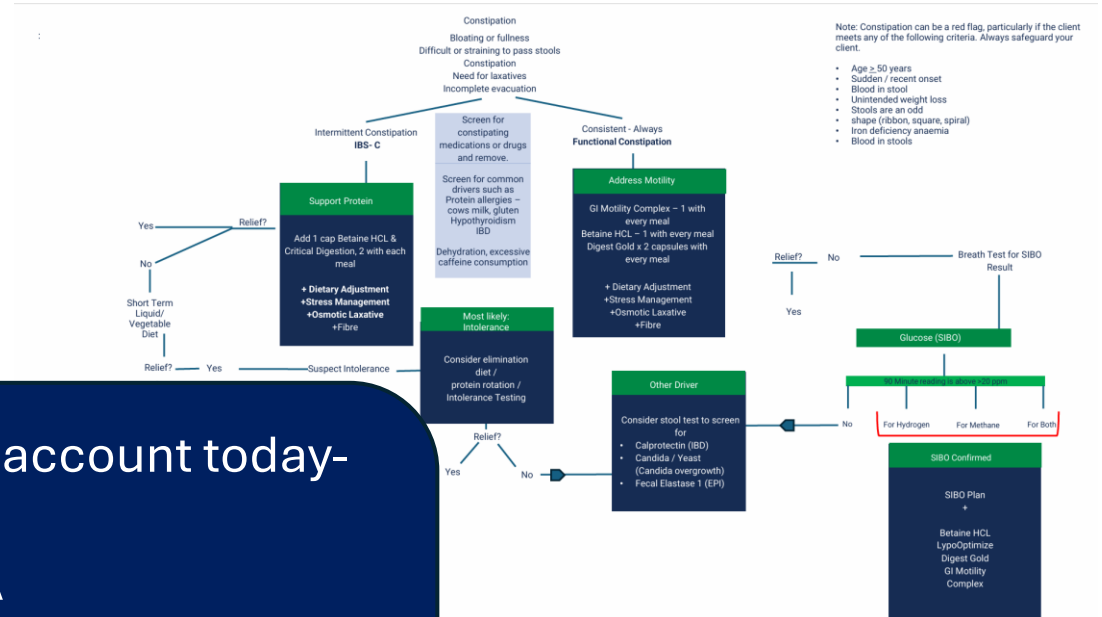 Constipation
Bloating or fullness
Difficult or straining to pass stools
Constipation
Need for laxatives
Incomplete evacuation
Note: Constipation can be a red flag, particularly if the client
meets any of the following criteria. Always safeguard your
client.
• Age > 50 years
• Sudden / recent onset
• Blood in stool
• Unintended weight loss
• Stools are an odd
• shape (ribbon, square, spiral)
• Iron deficiency anaemia
• Blood in stools
Intermittent Constipation
IBS- C
Screen for
constipating
medications or drugs
and remove.
Screen for common
drivers such as
Protein allergies –
cows milk, gluten
Hypothyroidism
IBD
Dehydration, excessive
caffeine consumption
Consistent - Always
Functional Constipation
Support Protein
Add 1 cap Betaine HCL &
Critical Digestion, 2 with each
meal
+ Dietary Adjustment
+Stress Management
+Osmotic Laxative
+Fibre
Address Motility
GI Motility Complex – 1 with
every meal
Betaine HCL – 1 with every meal
Digest Gold x 2 capsules with
every meal
+ Dietary Adjustment
+Stress Management
+Osmotic Laxative
+Fibre
Relief?
Yes
No
Short Term
Liquid/
Vegetable
Diet
Relief?
Yes
Suspect Intolerance
Most likely:
Intolerance
Consider elimination
diet /
protein rotation /
Intolerance Testing
Relief?
Yes
No
Other Driver
Consider stool test to screen
for
• Calprotectin (IBD)
• Candida / Yeast
(Candida overgrowth)
• Fecal Elastase 1 (EPI)
Relief?
No
Yes
Breath Test for SIBO
Result
Glucose (SIBO)
90 Minute reading is above >20 ppm
No
For Hydrogen
For Methane
For Both
SIBO Confirmed
SIBO Plan
+
Betaine HCL
LypoOptimize
Digest Gold
GI Motility
Complex
account today-